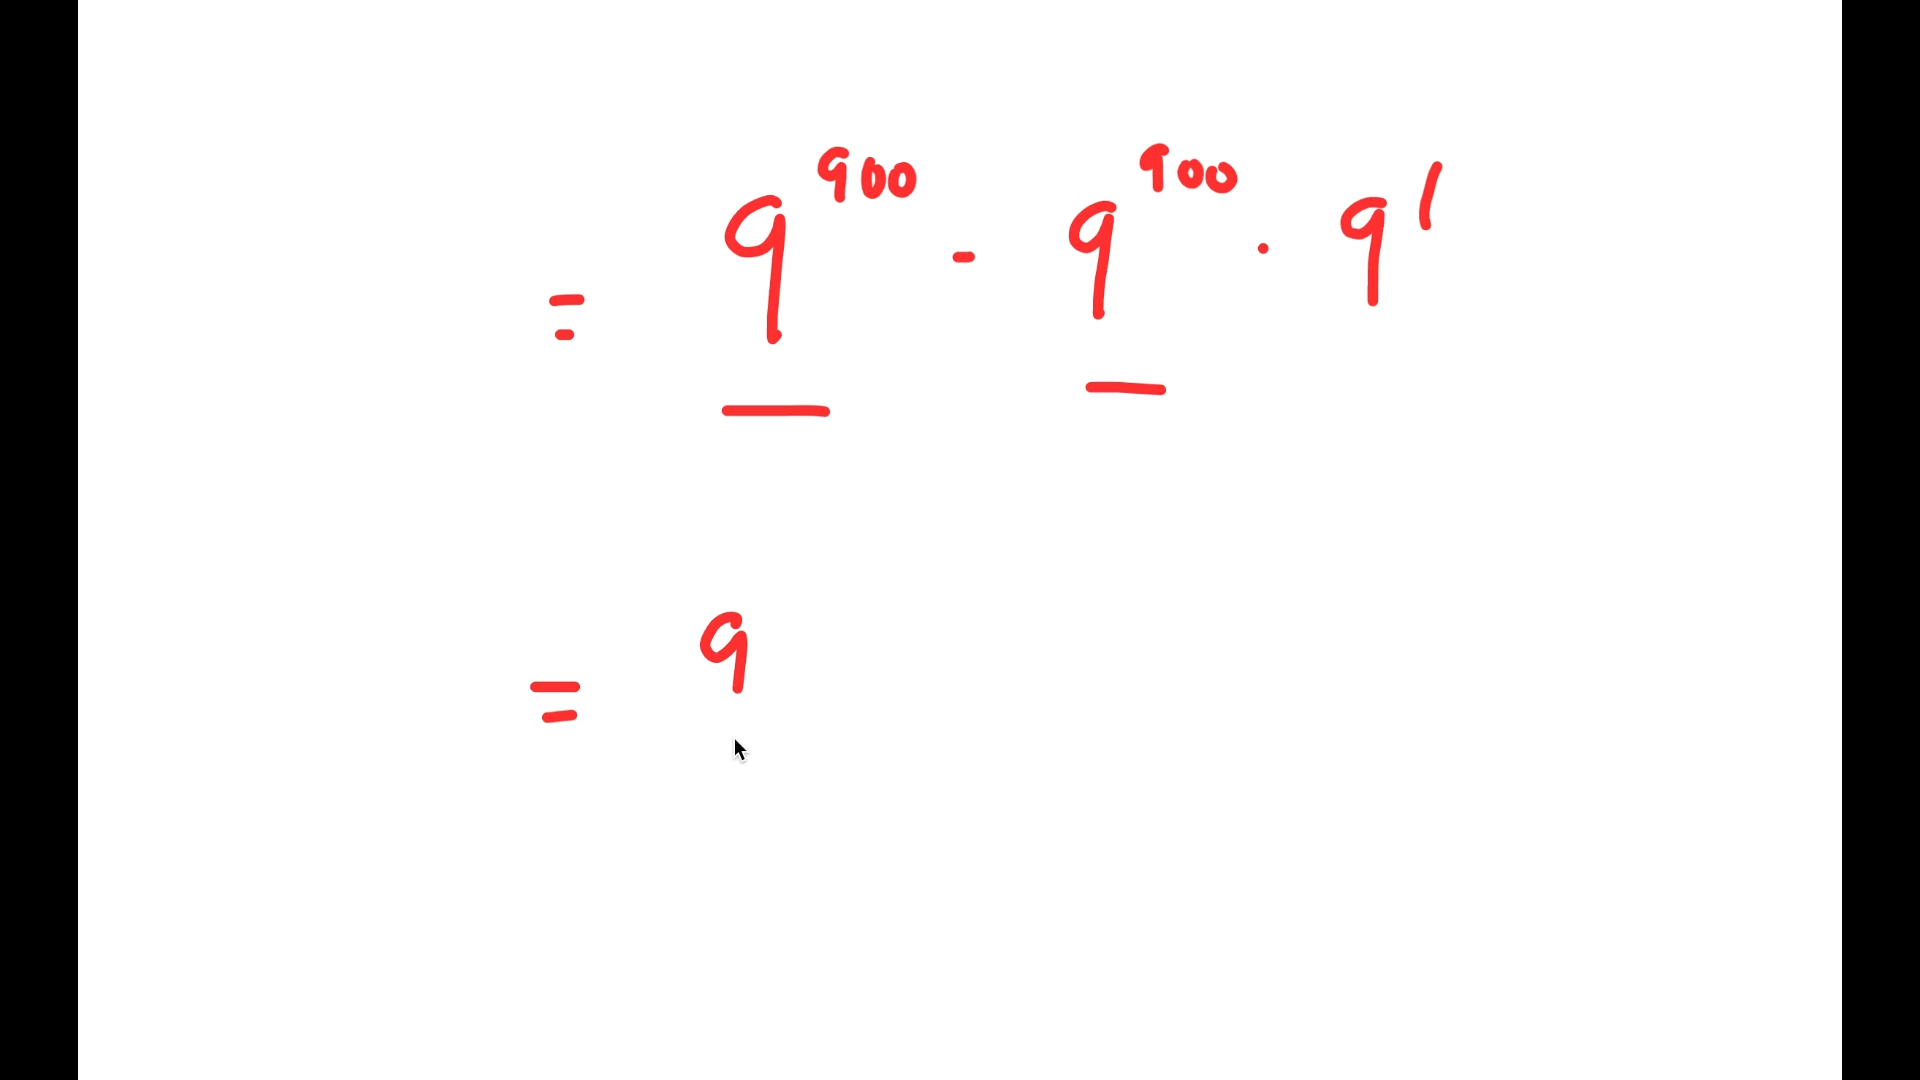 = 9^900 - 9^900 · 9^1
= 9